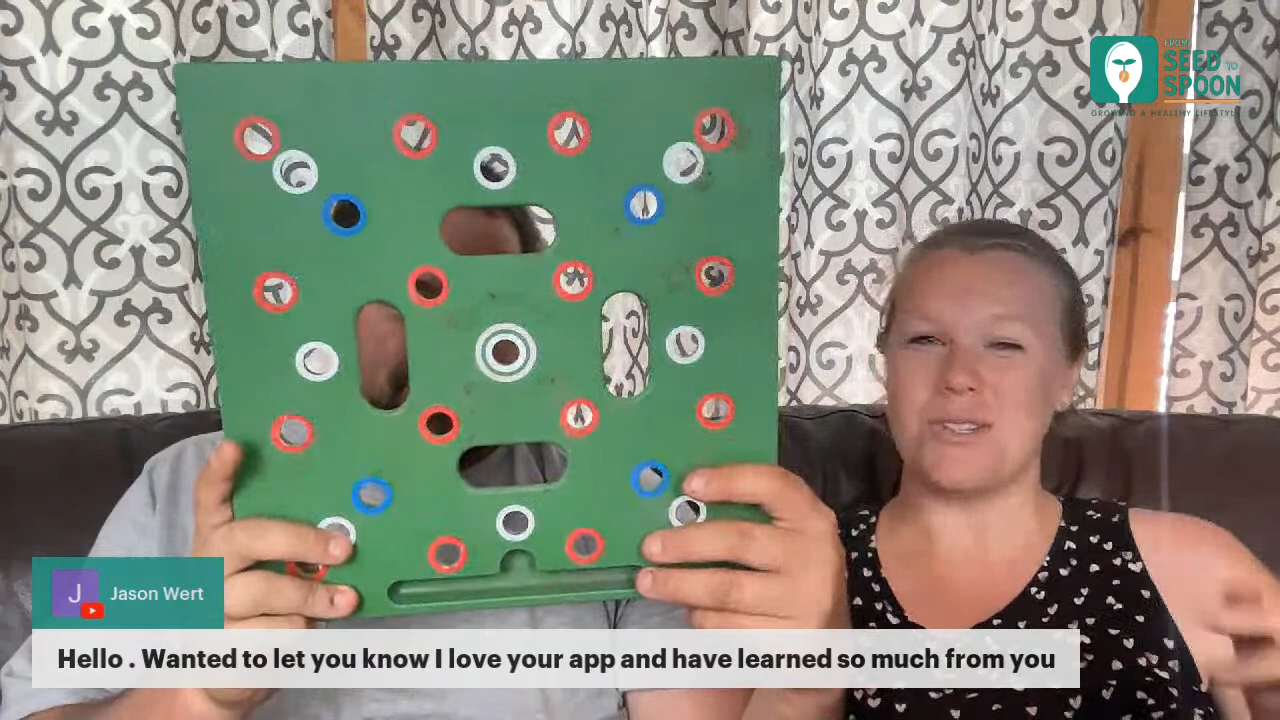 FROM
SEED TO
SPOON
GROWING A HEALTHY LIFESTYLE
J
Jason Wert
Hello . Wanted to let you know I love your app and have learned so much from you